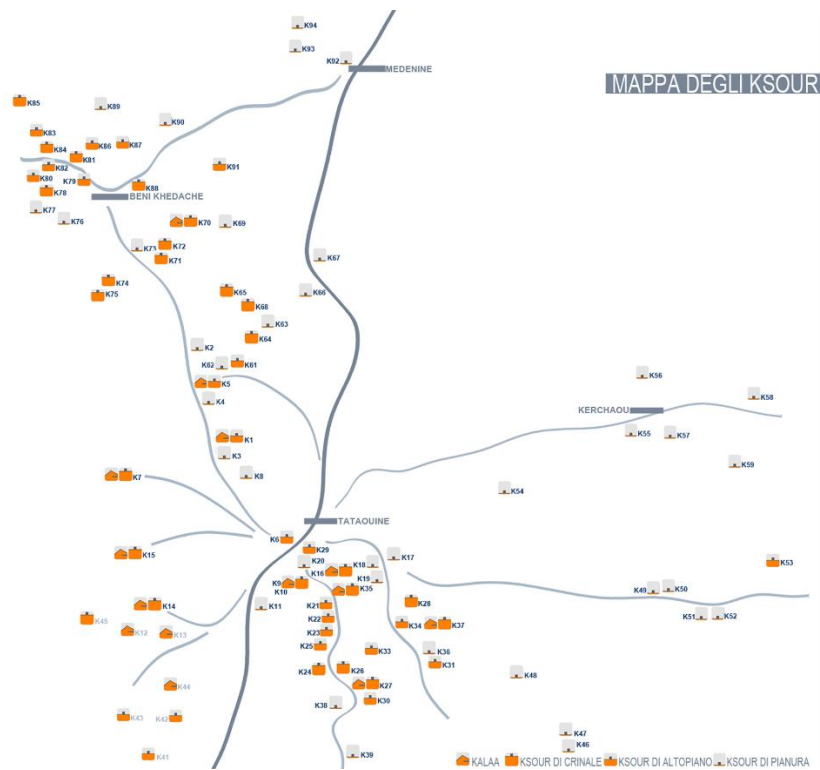 K94
K93
K92
MEDENINE
MAPPA DEGLI KSOUR
K85
K89
K90
K83
K84
K86
K87
K81
K82
K91
K80
K79
K88
K78
BENI KHEDACHE
K77
K76
K70
K69
K73
K72
K71
K67
K74
K75
K65
K66
K68
K63
K64
K2
K62
K61
K5
K4
K56
K58
KERCHAOU
K55
K57
K1
K3
K59
K7
K8
K54
TATAOUINE
K6
K29
K15
K20
K16
K18
K17
K53
K9
K10
K19
K35
K49
K50
K14
K11
K21
K28
K45
K22
K34
K37
K51
K52
K12
K13
K23
K25
K33
K36
K24
K26
K31
K48
K44
K27
K38
K30
K43
K42
K47
K46
K41
K39
KALAA
KSOUR DI CRINALE
KSOUR DI ALTOPIANO
KSOUR DI PIANURA